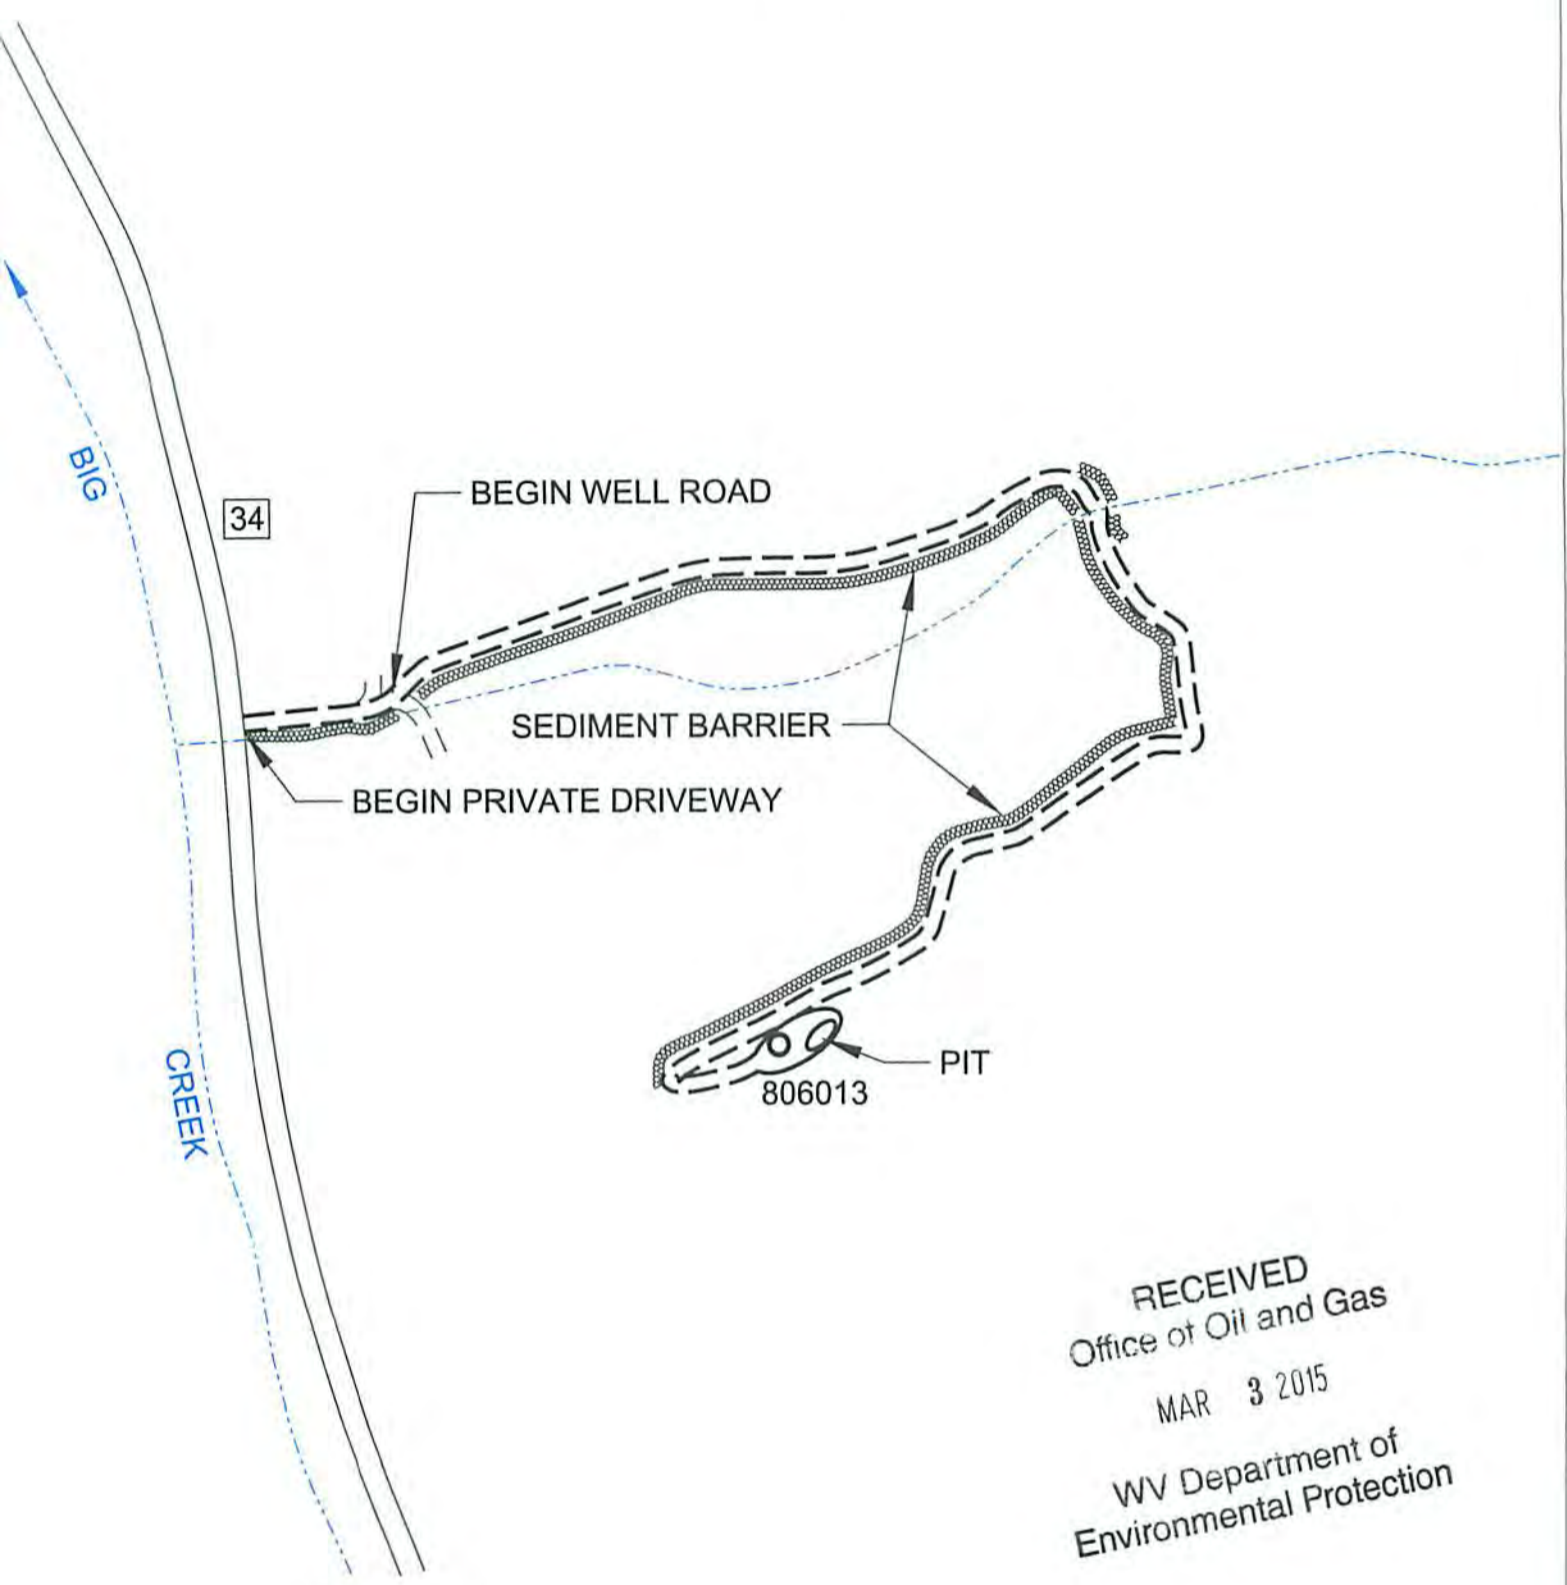 BIG
34
BEGIN WELL ROAD
SEDIMENT BARRIER
BEGIN PRIVATE DRIVEWAY
CREEK
PIT
806013
RECEIVED
Office of Oil and Gas
MAR 3 2015
WV Department of
Environmental Protection